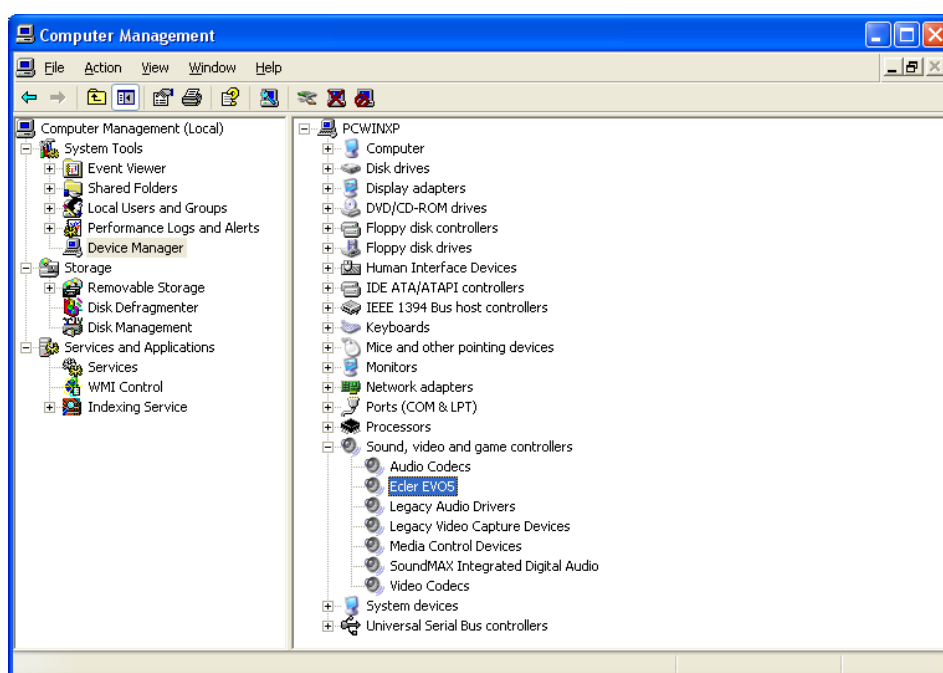 Computer Management
File Action View Window Help
Computer Management (Local)
System Tools
Event Viewer
Shared Folders
Local Users and Groups
Performance Logs and Alerts
Device Manager
Storage
Removable Storage
Disk Defragmenter
Disk Management
Services and Applications
Services
WMI Control
Indexing Service
PCWINXP
Computer
Disk drives
Display adapters
DVD/CD-ROM drives
Floppy disk controllers
Floppy disk drives
Human Interface Devices
IDE ATA/ATAPI controllers
IEEE 1394 Bus host controllers
Keyboards
Mice and other pointing devices
Monitors
Network adapters
Ports (COM & LPT)
Processors
Sound, video and game controllers
Audio Codecs
Ecler EVO5
Legacy Audio Drivers
Legacy Video Capture Devices
Media Control Devices
SoundMAX Integrated Digital Audio
Video Codecs
System devices
Universal Serial Bus controllers